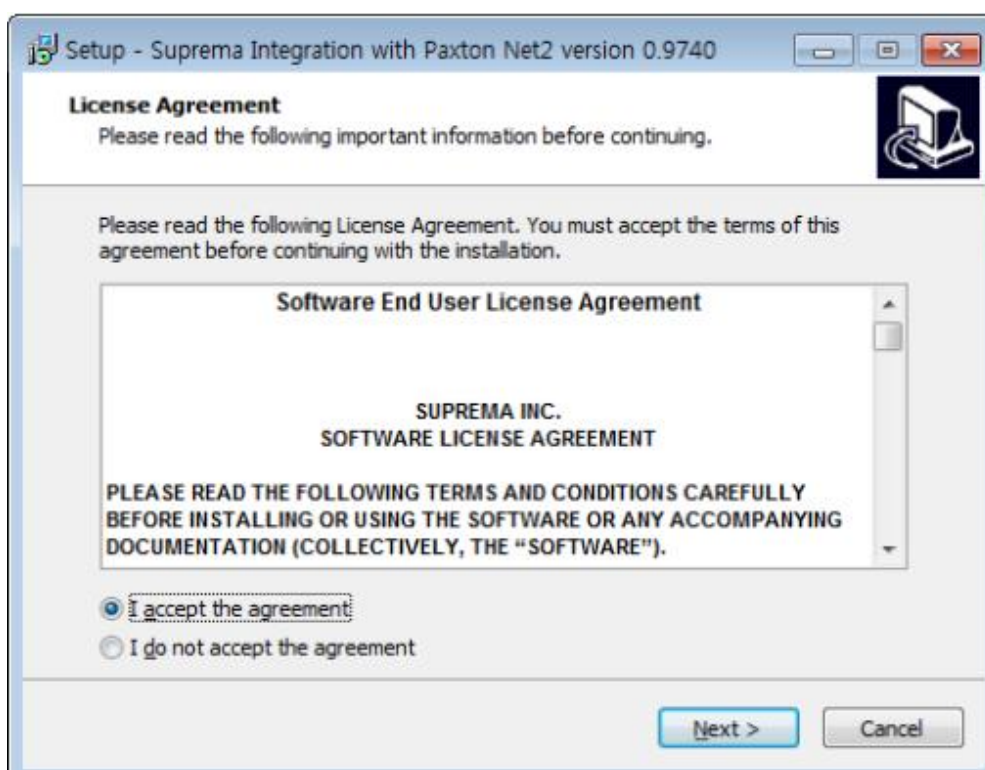 Setup - Suprema Integration with Paxton Net2 version 0.9740
License Agreement
Please read the following important information before continuing.
Please read the following License Agreement. You must accept the terms of this
agreement before continuing with the installation.
Software End User License Agreement
SUPREMA INC.
SOFTWARE LICENSE AGREEMENT
PLEASE READ THE FOLLOWING TERMS AND CONDITIONS CAREFULLY
BEFORE INSTALLING OR USING THE SOFTWARE OR ANY ACCOMPANYING
DOCUMENTATION (COLLECTIVELY, THE “SOFTWARE”).
I accept the agreement
I do not accept the agreement
Next >
Cancel